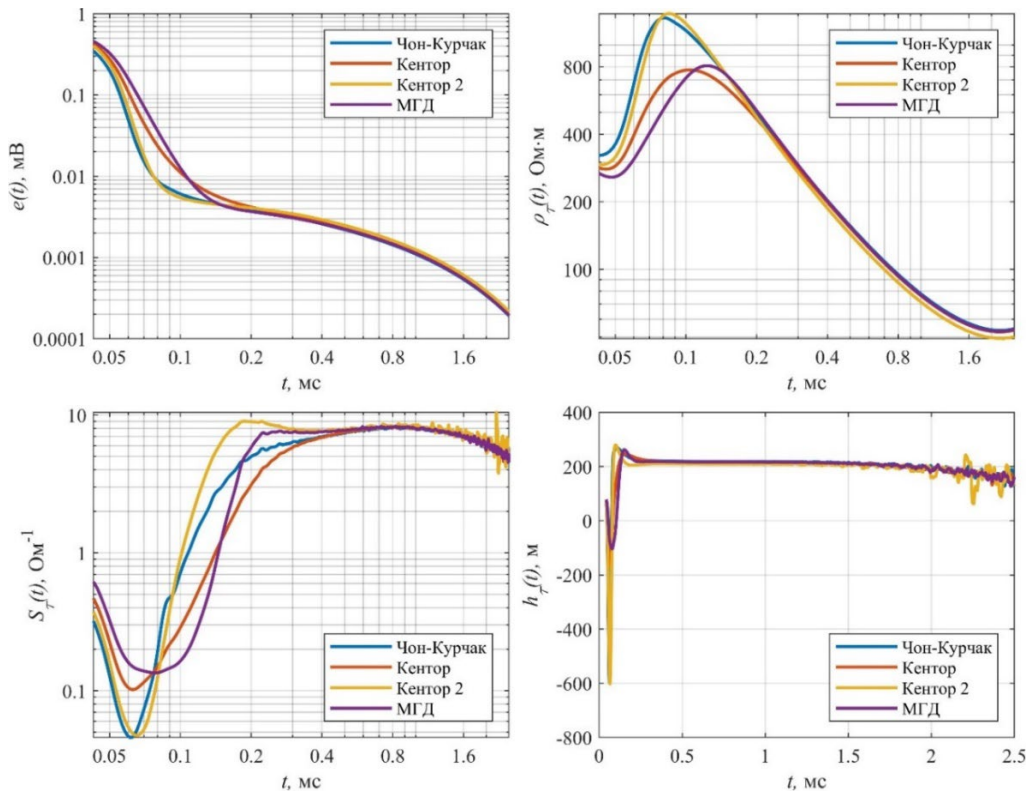 1
0.1
0.01
0.001
0.0001
e(t), мВ
0.05 0.1 0.2 0.4 0.8 1.6
t, мс
Чон-Курчак
Кентор
Кентор 2
МГД
800
400
200
100
ρτ(t), Ом·м
0.05 0.1 0.2 0.4 0.8 1.6
t, мс
Чон-Курчак
Кентор
Кентор 2
МГД
10
1
0.1
Sτ(t), Ом⁻¹
0.05 0.1 0.2 0.4 0.8 1.6
t, мс
Чон-Курчак
Кентор
Кентор 2
МГД
400
200
0
-200
-400
-600
-800
hτ(t), м
0 0.5 1 1.5 2 2.5
t, мс
Чон-Курчак
Кентор
Кентор 2
МГД